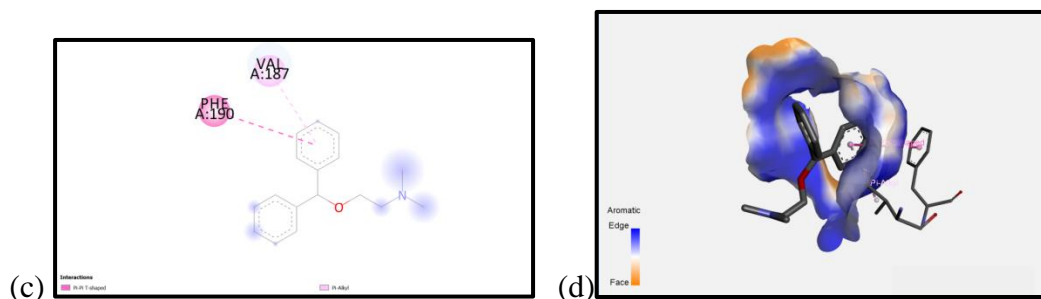 VAL
A:187
PHE
A:190
O
N
Interactions
Pi-Pi T-shaped
Pi-Alkyl
(c)
Aromatic
Edge
Face
(d)